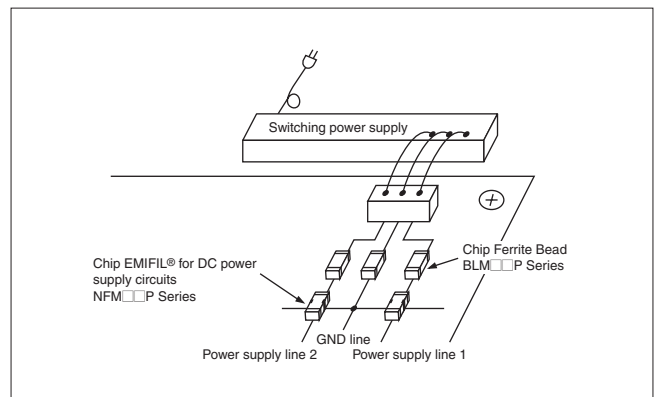 Switching power supply
Chip Ferrite Bead
BLM□□P Series
Chip EMIFIL® for DC power
supply circuits
NFM□□P Series
GND line
Power supply line 2
Power supply line 1